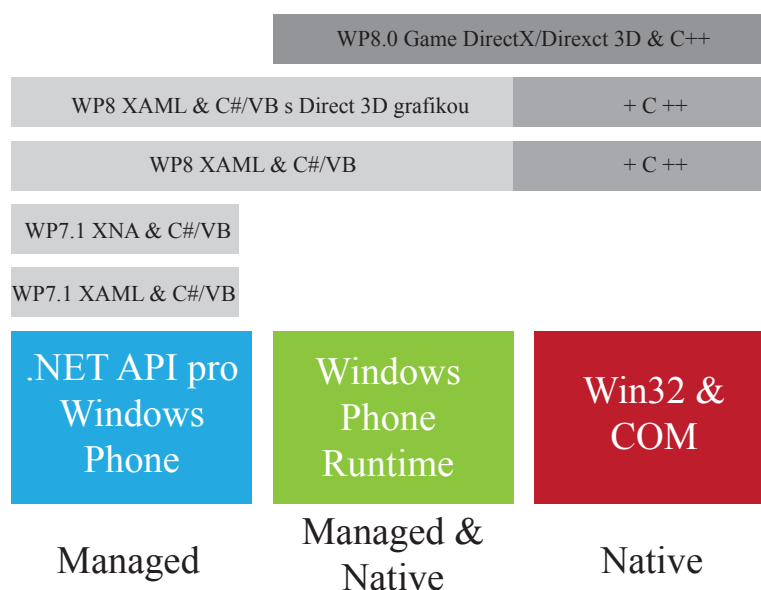 WP8.0 Game DirectX/Direxct 3D & C++
WP8 XAML & C#/VB s Direct 3D grafikou
+ C ++
WP8 XAML & C#/VB
+ C ++
WP7.1 XNA & C#/VB
WP7.1 XAML & C#/VB
.NET API pro
Windows
Phone
Windows
Phone
Runtime
Win32 &
COM
Managed
Managed &
Native
Native